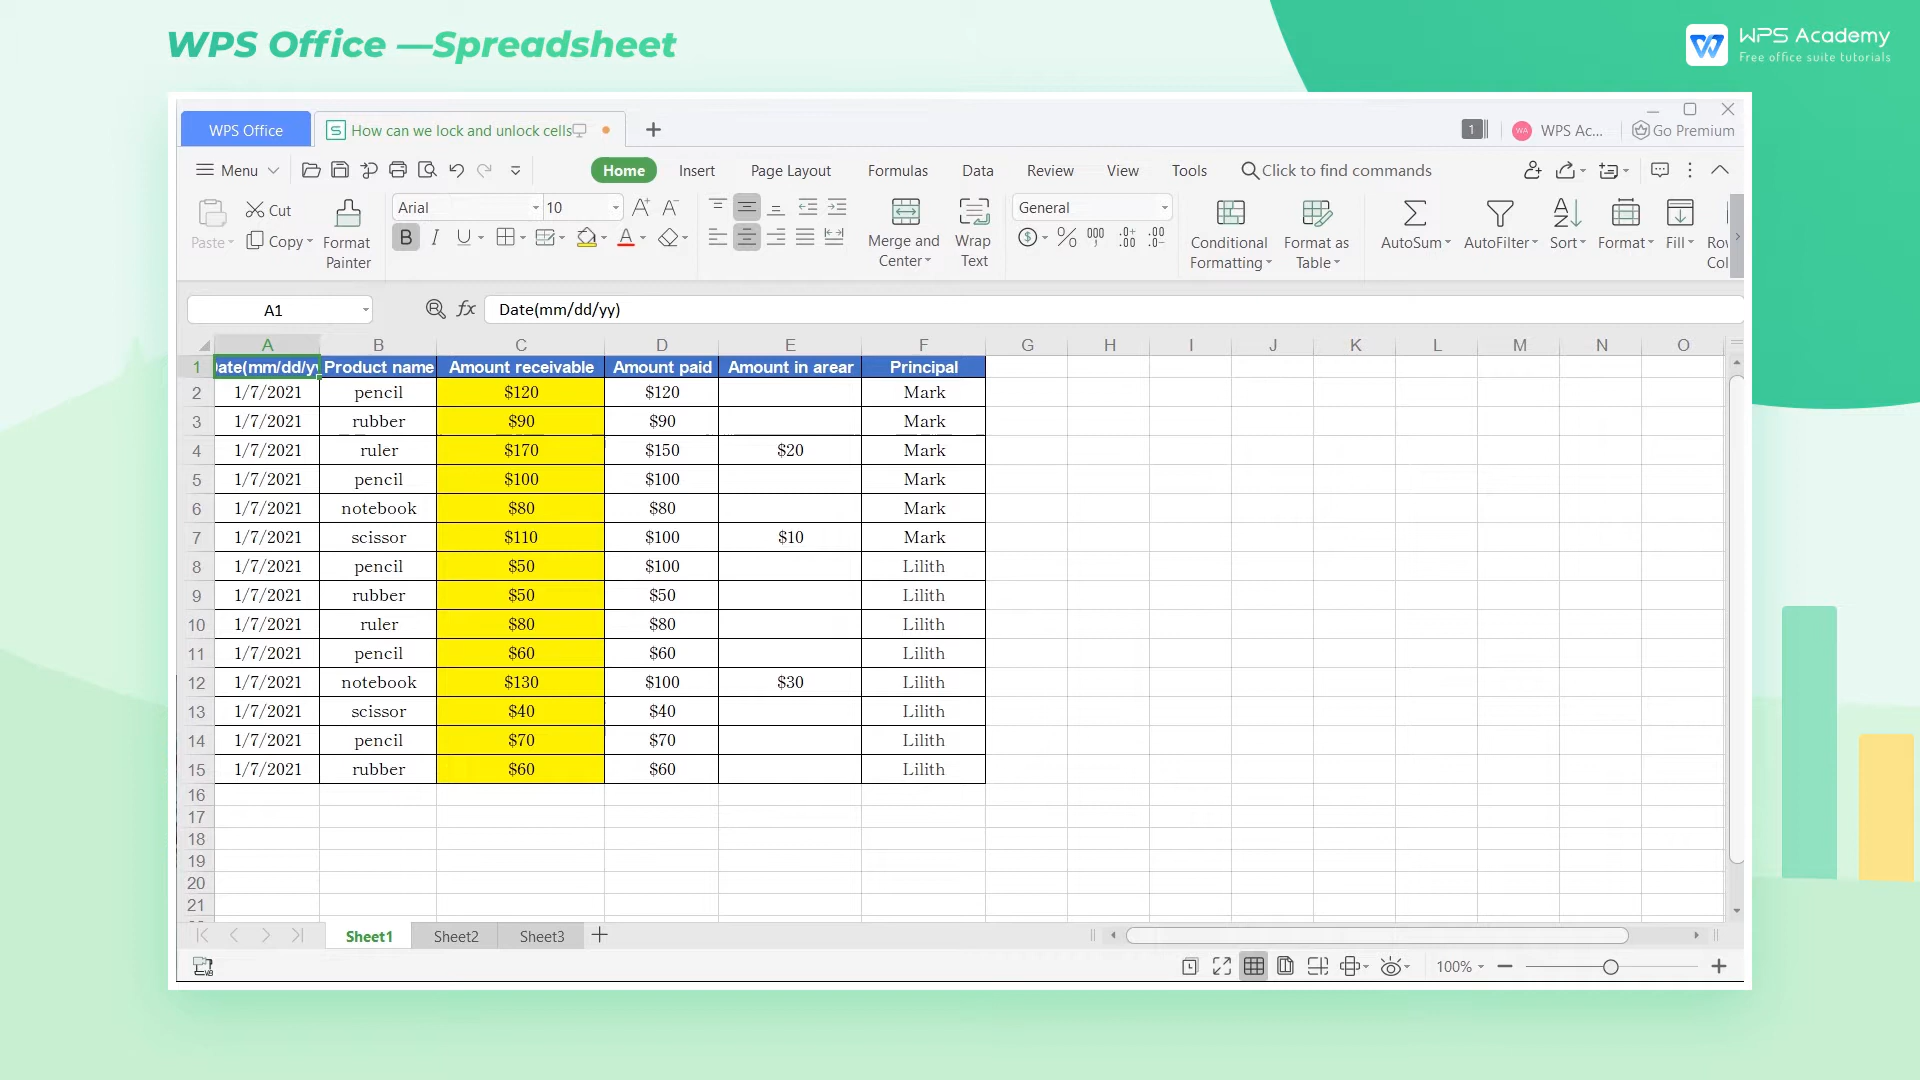 WPS Office —Spreadsheet
WPS Academy
Free office suite tutorials
WPS Office
How can we lock and unlock cells
1
WA
WPS Ac...
Go Premium
Menu
Home Insert Page Layout Formulas Data Review View Tools Click to find commands
Paste Cut Copy Format Painter
Arial 10
B I U A
Merge and Center Wrap Text
General
Conditional Formatting Format as Table
AutoSum AutoFilter Sort Format Fill Ro Col
A1 fx Date(mm/dd/yy)
A B C D E F G H I J K L M N O
1 Date(mm/dd/yy Product name Amount receivable Amount paid Amount in arear Principal
2 1/7/2021 pencil $120 $120 Mark
3 1/7/2021 rubber $90 $90 Mark
4 1/7/2021 ruler $170 $150 $20 Mark
5 1/7/2021 pencil $100 $100 Mark
6 1/7/2021 notebook $80 $80 Mark
7 1/7/2021 scissor $110 $100 $10 Mark
8 1/7/2021 pencil $50 $100 Lilith
9 1/7/2021 rubber $50 $50 Lilith
10 1/7/2021 ruler $80 $80 Lilith
11 1/7/2021 pencil $60 $60 Lilith
12 1/7/2021 notebook $130 $100 $30 Lilith
13 1/7/2021 scissor $40 $40 Lilith
14 1/7/2021 pencil $70 $70 Lilith
15 1/7/2021 rubber $60 $60 Lilith
16
17
18
19
20
21
Sheet1 Sheet2 Sheet3
100%